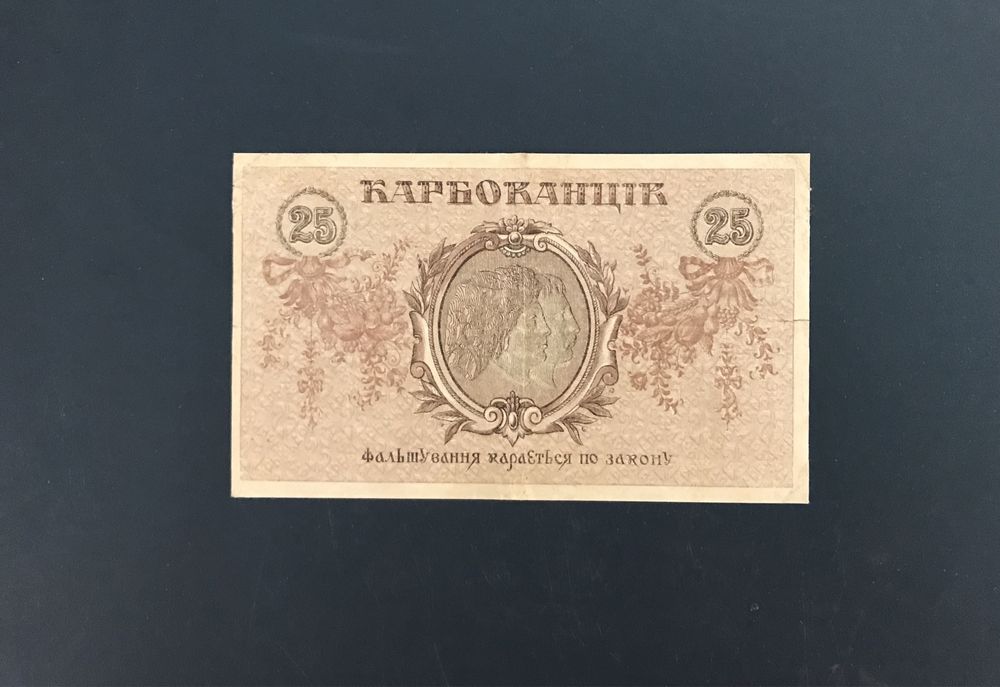 КАРБОВАНЦІВ
25 25
Фальшування карається по закону